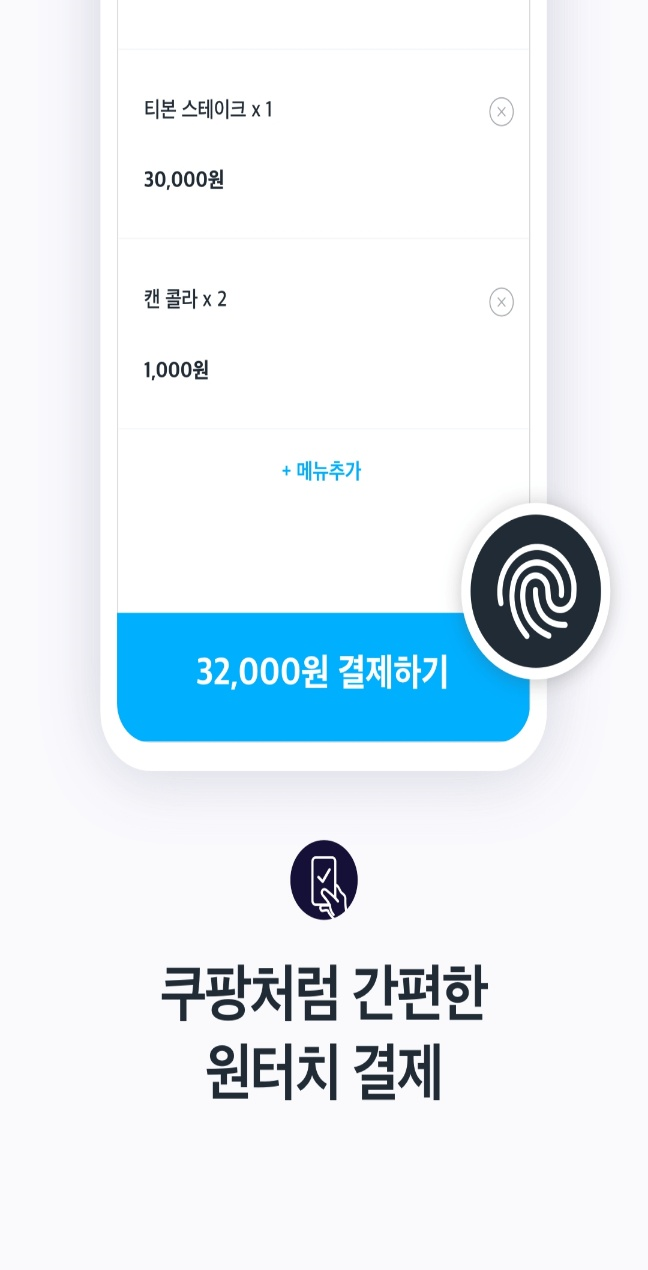 티본 스테이크 x 1
30,000원
캔 콜라 x 2
1,000원
+ 메뉴추가
32,000원 결제하기
쿠팡처럼 간편한
원터치 결제